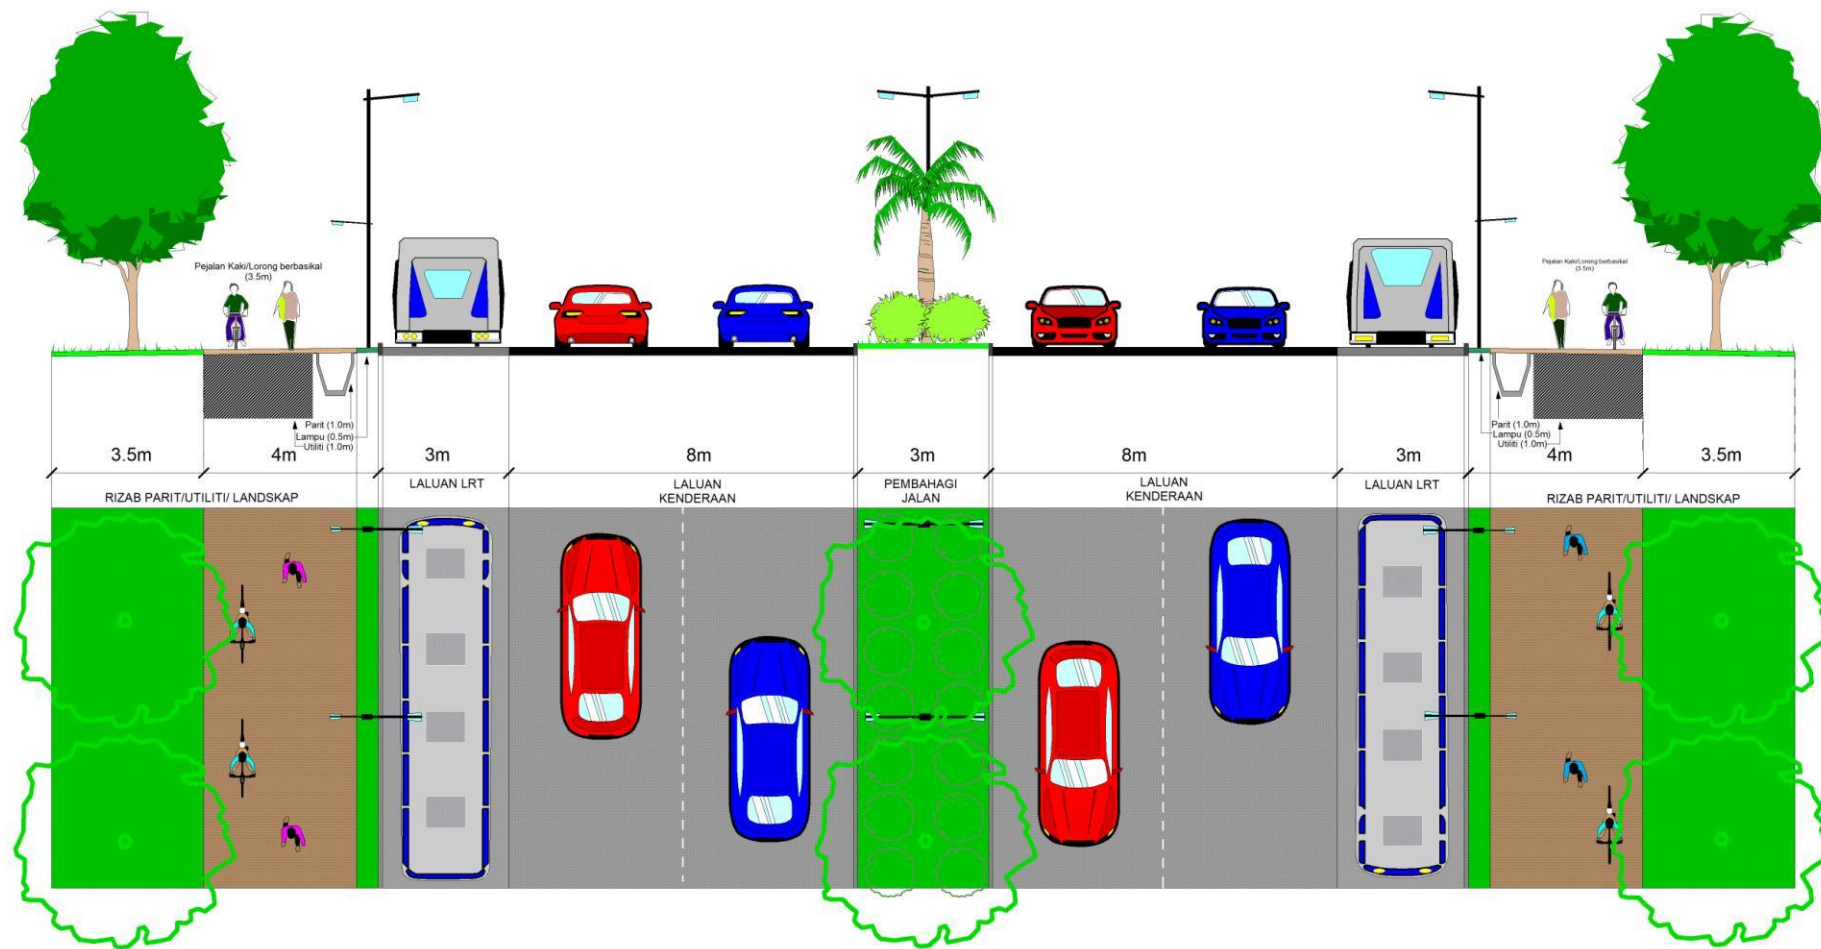 Pejalan Kaki/Lorong berbasikal
(3.5m)
Pejalan Kaki/Lorong berbasikal
(3.5m)
Parit (1.0m)
Lampu (0.5m)
Utiliti (1.0m)
Parit (1.0m)
Lampu (0.5m)
Utiliti (1.0m)
3.5m
4m
3m
8m
3m
8m
3m
4m
3.5m
RIZAB PARIT/UTILITI/ LANDSKAP
LALUAN LRT
LALUAN
KENDERAAN
PEMBAHAGI
JALAN
LALUAN
KENDERAAN
LALUAN LRT
RIZAB PARIT/UTILITI/ LANDSKAP